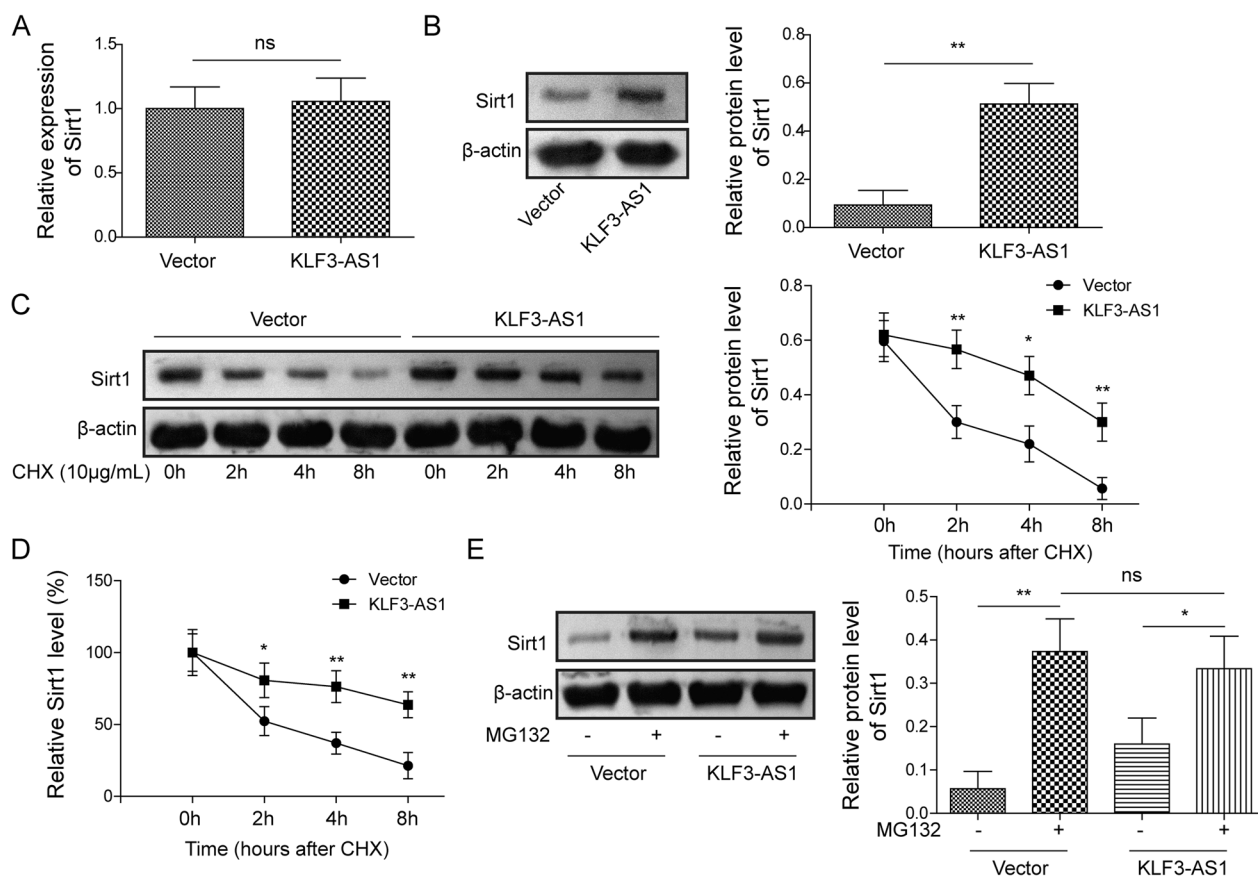 A
Relative expression
of Sirt1
1.5
1.0
0.5
0.0
ns
Vector
KLF3-AS1
B
Sirt1
β-actin
Vector
KLF3-AS1
Relative protein level
of Sirt1
0.8
0.6
0.4
0.2
0.0
**
Vector
KLF3-AS1
C
Vector
KLF3-AS1
Sirt1
β-actin
CHX (10μg/mL)
0h 2h 4h 8h 0h 2h 4h 8h
Relative protein level
of Sirt1
0.8
0.6
0.4
0.2
0.0
Vector
KLF3-AS1
**
*
**
0h 2h 4h 8h
Time (hours after CHX)
D
Relative Sirt1 level (%)
150
100
50
0
Vector
KLF3-AS1
*
**
**
0h 2h 4h 8h
Time (hours after CHX)
E
Sirt1
β-actin
MG132 - + - +
Vector
KLF3-AS1
Relative protein level
of Sirt1
0.5
0.4
0.3
0.2
0.1
0.0
ns
**
*
MG132 - + - +
Vector
KLF3-AS1